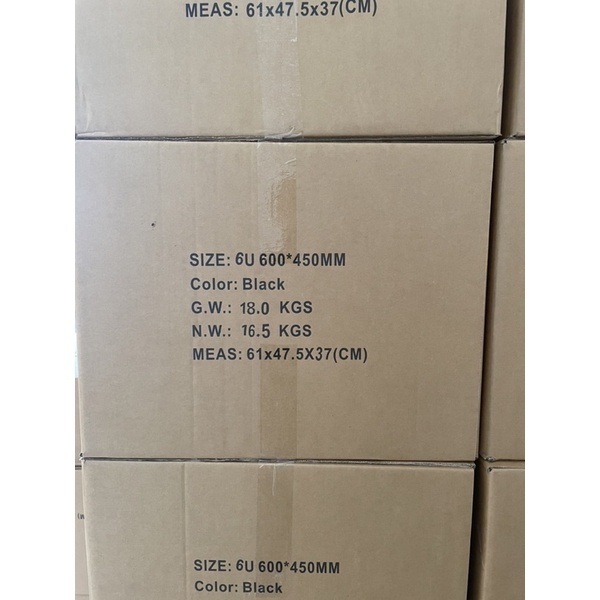 MEAS: 61x47.5x37(CM)
SIZE: 6U 600*450MM
Color: Black
G.W.: 18.0 KGS
N.W.: 16.5 KGS
MEAS: 61x47.5X37(CM)
SIZE: 6U 600*450MM
Color: Black